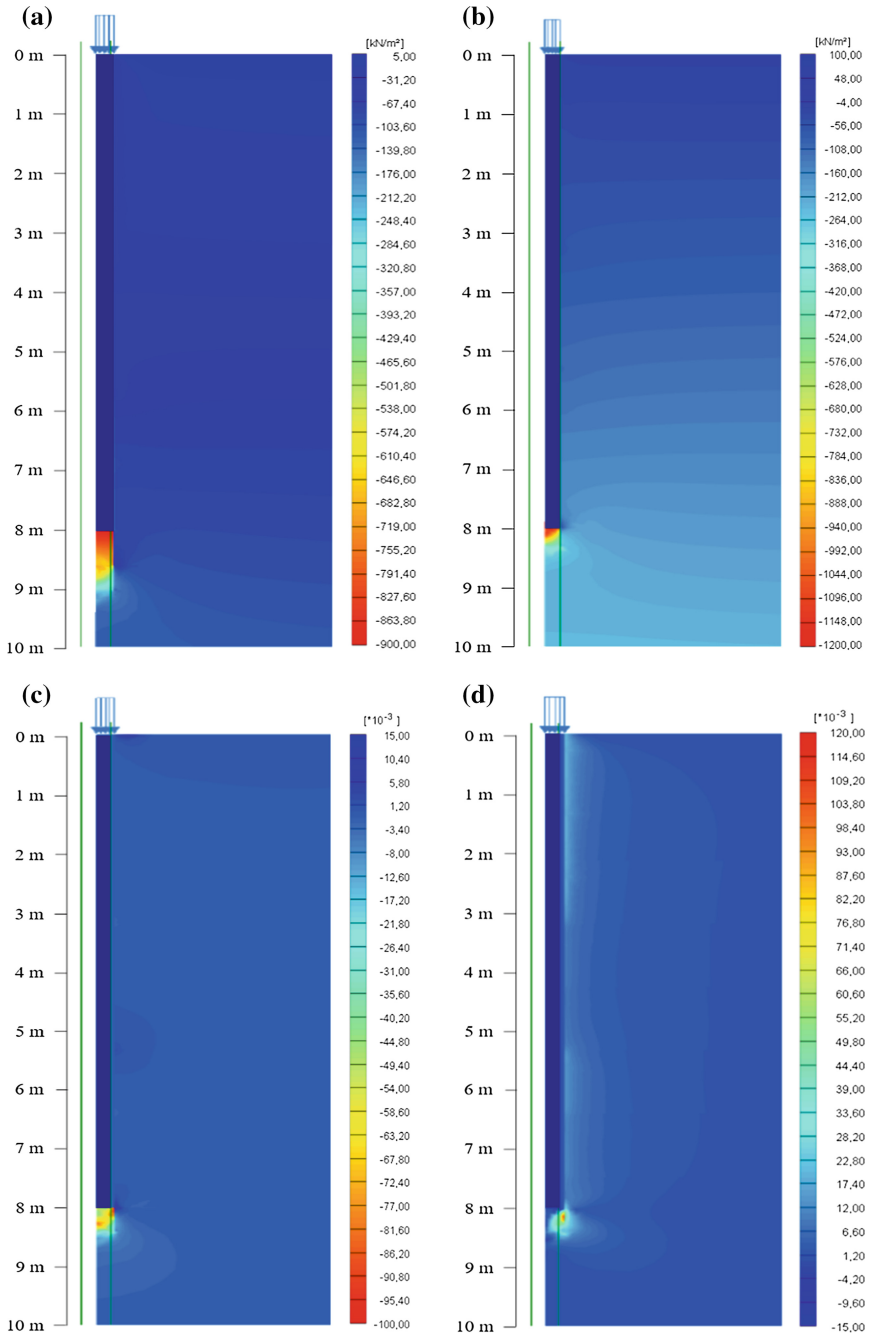 (a)
[kN/m²]
0 m
1 m
2 m
3 m
4 m
5 m
6 m
7 m
8 m
9 m
10 m
5,00
-31,20
-67,40
-103,60
-139,80
-176,00
-212,20
-248,40
-284,60
-320,80
-357,00
-393,20
-429,40
-465,60
-501,80
-538,00
-574,20
-610,40
-646,60
-682,80
-719,00
-755,20
-791,40
-827,60
-863,80
-900,00
(b)
[kN/m²]
0 m
1 m
2 m
3 m
4 m
5 m
6 m
7 m
8 m
9 m
10 m
100,00
48,00
-4,00
-56,00
-108,00
-160,00
-212,00
-264,00
-316,00
-368,00
-420,00
-472,00
-524,00
-576,00
-628,00
-680,00
-732,00
-784,00
-836,00
-888,00
-940,00
-992,00
-1044,00
-1096,00
-1148,00
-1200,00
(c)
[*10⁻³ ]
0 m
1 m
2 m
3 m
4 m
5 m
6 m
7 m
8 m
9 m
10 m
15,00
10,40
5,80
1,20
-3,40
-8,00
-12,60
-17,20
-21,80
-26,40
-31,00
-35,60
-40,20
-44,80
-49,40
-54,00
-58,60
-63,20
-67,80
-72,40
-77,00
-81,60
-86,20
-90,80
-95,40
-100,00
(d)
[*10⁻³ ]
0 m
1 m
2 m
3 m
4 m
5 m
6 m
7 m
8 m
9 m
10 m
120,00
114,60
109,20
103,80
98,40
93,00
87,60
82,20
76,80
71,40
66,00
60,60
55,20
49,80
44,40
39,00
33,60
28,20
22,80
17,40
12,00
6,60
1,20
-4,20
-9,60
-15,00